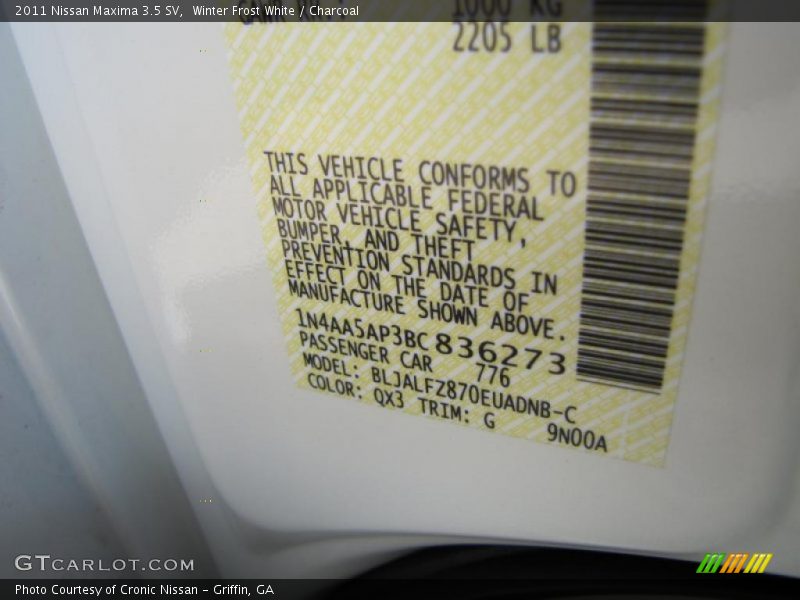 2011 Nissan Maxima 3.5 SV,  Winter Frost White / Charcoal
1000 KG
2205 LB
THIS VEHICLE CONFORMS TO
ALL APPLICABLE FEDERAL
MOTOR VEHICLE SAFETY,
BUMPER, AND THEFT
PREVENTION STANDARDS IN
EFFECT ON THE DATE OF
MANUFACTURE SHOWN ABOVE.
1N4AA5AP3BC836273
PASSENGER CAR 776
MODEL: BLJALFZ870EUADNB-C
COLOR: QX3 TRIM: G 9N00A
GTCARLOT.COM
Photo Courtesy of Cronic Nissan - Griffin, GA